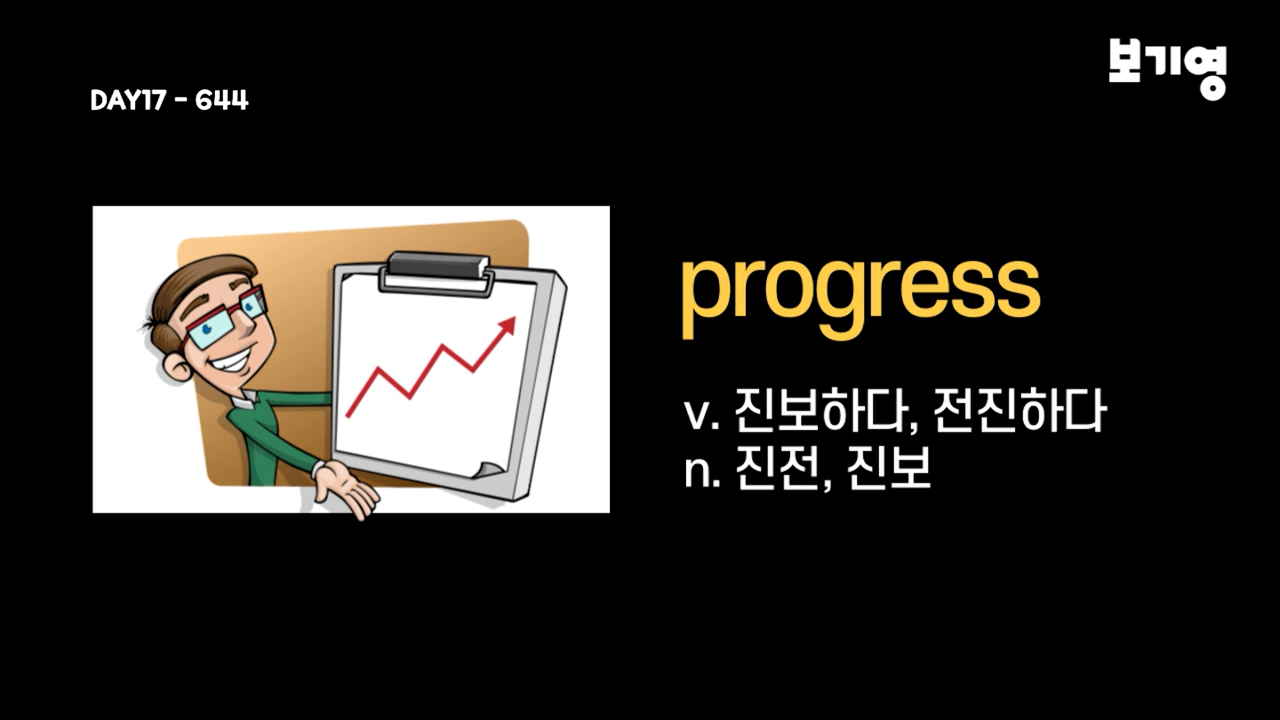 보기영
DAY17 - 644
progress
v. 진보하다, 전진하다
n. 진전, 진보